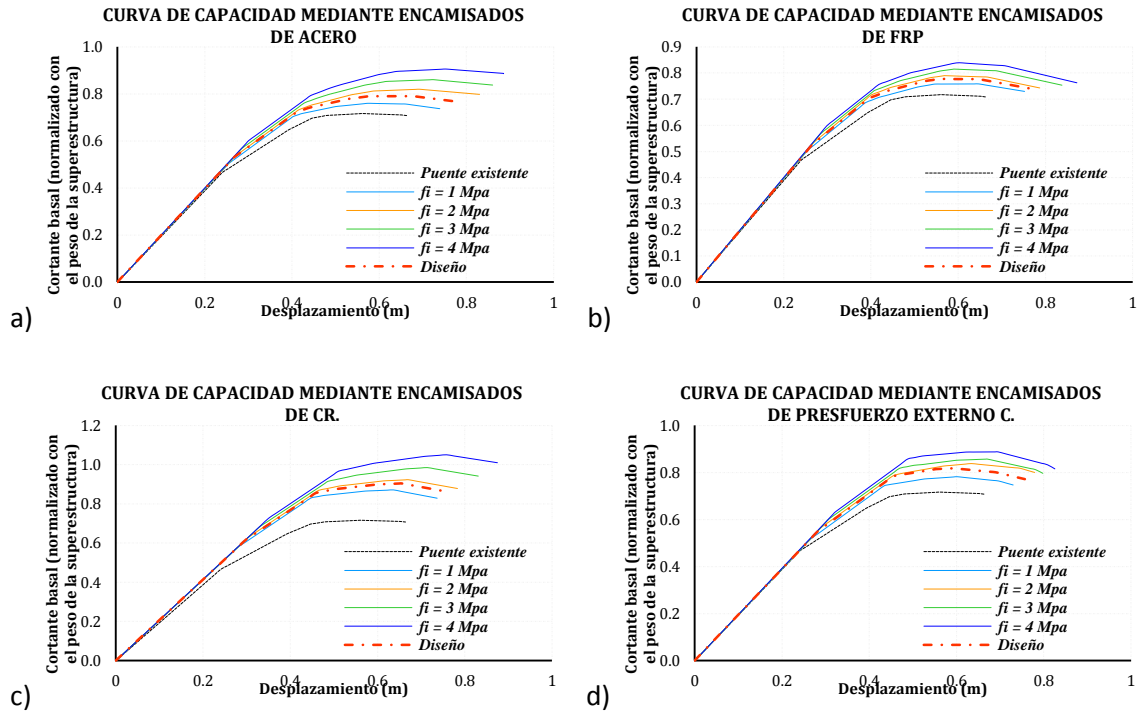 CURVA DE CAPACIDAD MEDIANTE ENCAMISADOS
DE ACERO
Cortante basal (normalizado con
el peso de la superestructura)
1.0
0.8
0.6
0.4
0.2
0.0
Puente existente
fi = 1 Mpa
fi = 2 Mpa
fi = 3 Mpa
fi = 4 Mpa
Diseño
0 0.2 0.4 0.6 0.8 1
Desplazamiento (m)
a)
CURVA DE CAPACIDAD MEDIANTE ENCAMISADOS
DE FRP
Cortante basal (normalizado con
el peso de la superestructura)
0.9
0.8
0.7
0.6
0.5
0.4
0.3
0.2
0.1
0.0
Puente existente
fi = 1 Mpa
fi = 2 Mpa
fi = 3 Mpa
fi = 4 Mpa
Diseño
0 0.2 0.4 0.6 0.8 1
Desplazamiento (m)
b)
CURVA DE CAPACIDAD MEDIANTE ENCAMISADOS
DE CR.
Cortante basal (normalizado con
el peso de la superestructura)
1.2
1.0
0.8
0.6
0.4
0.2
0.0
Puente existente
fi = 1 Mpa
fi = 2 Mpa
fi = 3 Mpa
fi = 4 Mpa
Diseño
0 0.2 0.4 0.6 0.8 1
Desplazamiento (m)
c)
CURVA DE CAPACIDAD MEDIANTE ENCAMISADOS
DE PRESFUERZO EXTERNO C.
Cortante basal (normalizado con
el peso de la superestructura)
1.0
0.8
0.6
0.4
0.2
0.0
Puente existente
fi = 1 Mpa
fi = 2 Mpa
fi = 3 Mpa
fi = 4 Mpa
Diseño
0 0.2 0.4 0.6 0.8 1
Desplazamiento (m)
d)